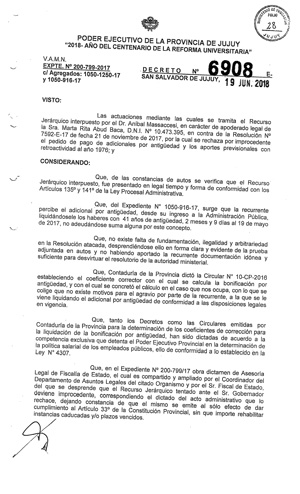 PODER EJECUTIVO DE LA PROVINCIA DE JUJUY
"2018- AÑO DEL CENTENARIO DE LA REFORMA UNIVERSITARIA"
FOLIO
28
JUJUY
V.A.M.N.
EXPTE. Nº 200-799-2017
c/ Agregados: 1050-1250-17
y 1050-916-17
DECRETO Nº 6908 E-
SAN SALVADOR DE JUJUY, 19 JUN. 2018
VISTO:
Las actuaciones mediante las cuales se tramita el Recurso
Jerárquico interpuesto por el Dr. Aníbal Massaccesi, en carácter de apoderado legal de
la Sra. Marta Rita Abud Baca, D.N.I. Nº 10.473.395, en contra de la Resolución Nº
7592-E-17 de fecha 21 de noviembre de 2017, por la cual se rechaza por improcedente
el pedido de pago de adicionales por antigüedad y los aportes previsionales con
retroactividad al año 1976; y
CONSIDERANDO:
Que, de las constancias de autos se verifica que el Recurso
Jerárquico interpuesto, fue presentado en legal tiempo y forma de conformidad con los
Artículos 135º y 141º de la Ley Procesal Administrativa.
Que, del Expediente Nº 1050-916-17, surge que la recurrente
percibe el adicional por antigüedad, desde su ingreso a la Administración Pública,
liquidándosele los haberes con 41 años de antigüedad, 2 meses y 9 días al 19 de mayo
de 2017, no adeudándose suma alguna por este concepto.
Que, no existe falta de fundamentación, ilegalidad y arbitrariedad
en la Resolución atacada, desprendiéndose ello en forma clara y evidente de la prueba
adjuntada en autos y no habiendo aportado la recurrente documentación idónea y
suficiente para desvirtuar el resolutorio de la autoridad ministerial.
Que, Contaduría de la Provincia dictó la Circular Nº 10-CP-2016
estableciendo el coeficiente corrector con el cual se calcula la bonificación por
antigüedad, y con el cual se concretó el cálculo en el caso que nos ocupa, con lo que se
colige que no existe motivos para el agravio por parte de la recurrente, a la que se le
viene liquidando el adicional por antigüedad de conformidad a las disposiciones legales
en vigencia.
Que, tanto los Decretos como las Circulares emitidas por
Contaduría de la Provincia para la determinación de los coeficientes de corrección para
la liquidación de la bonificación por antigüedad, han sido dictadas de acuerdo a la
competencia exclusiva que detenta el Poder Ejecutivo Provincial en la determinación de
la política salarial de los empleados públicos, ello de conformidad a lo establecido en la
Ley Nº 4307.
Que, en el Expediente Nº 200-799/17 obra dictamen de Asesoría
Legal de Fiscalía de Estado, el cual es compartido y ampliado por el Coordinador del
Departamento de Asuntos Legales del citado Organismo y por el Sr. Fiscal de Estado,
del que se desprende que el Recurso Jerárquico tentado ante el Sr. Gobernador
deviene improcedente, correspondiendo el dictado del acto administrativo que lo
rechace, dejando constancia de que el mismo se emite al sólo efecto de dar
cumplimiento al Artículo 33º de la Constitución Provincial, sin que importe rehabilitar
instancias caducadas y/o plazos vencidos.